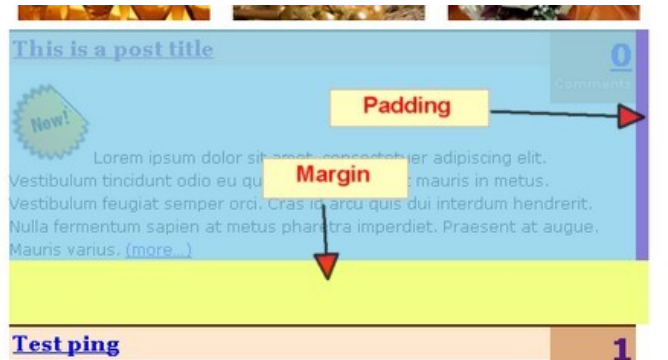 This is a post title
0
Comments
Padding
New!
Lorem ipsum dolor sit amet, consectetuer adipiscing elit.
Vestibulum tincidunt odio eu qu
Margin
mauris in metus.
Vestibulum feugiat semper orci. Cras id arcu quis dui interdum hendrerit.
Nulla fermentum sapien at metus pharetra imperdiet. Praesent at augue.
Mauris varius. (more...)
Test ping
1